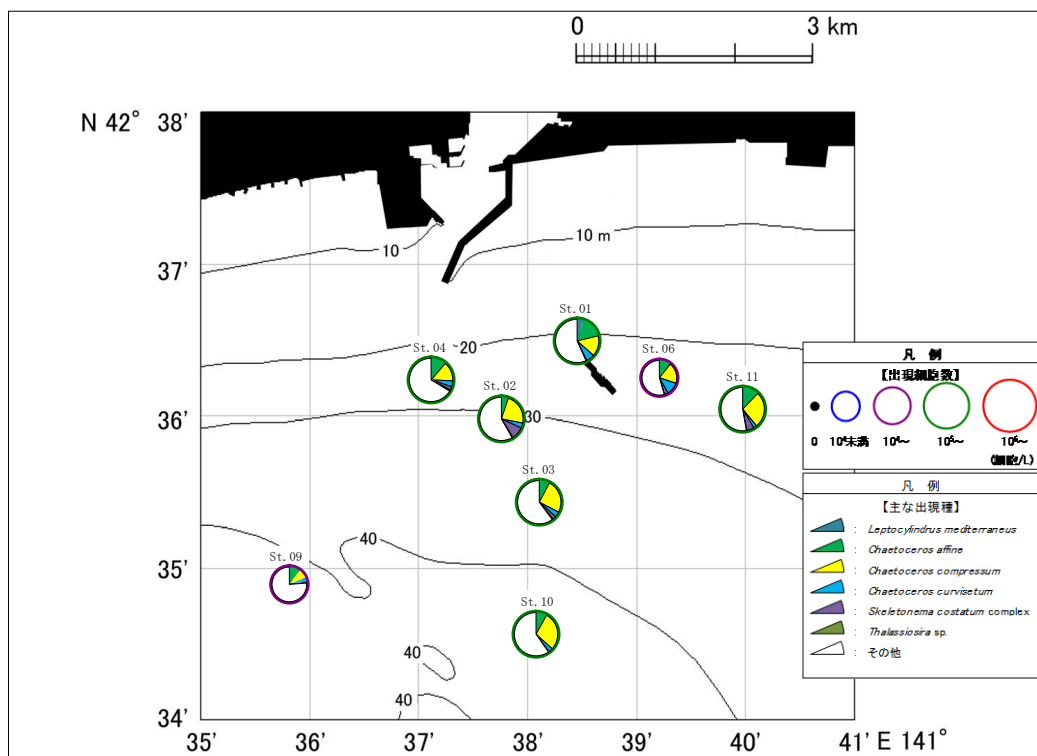 0 3 km
N 42° 38'
10
10 m
37'
St.01
St.04
20
St.06
St.02
St.11
36'
30
St.03
40
St.09
35'
St.10
40
40
34'
35' 36' 37' 38' 39' 40' 41' E 141°
凡 例
【出現細胞数】
0 10⁴未満 10⁴~ 10⁵~ 10⁶~
(細胞/L)
凡 例
【主な出現種】
: Leptocylindrus mediterraneus
: Chaetoceros affine
: Chaetoceros compressum
: Chaetoceros curvisetum
: Skeletonema costatum complex
: Thalassiosira sp.
: その他